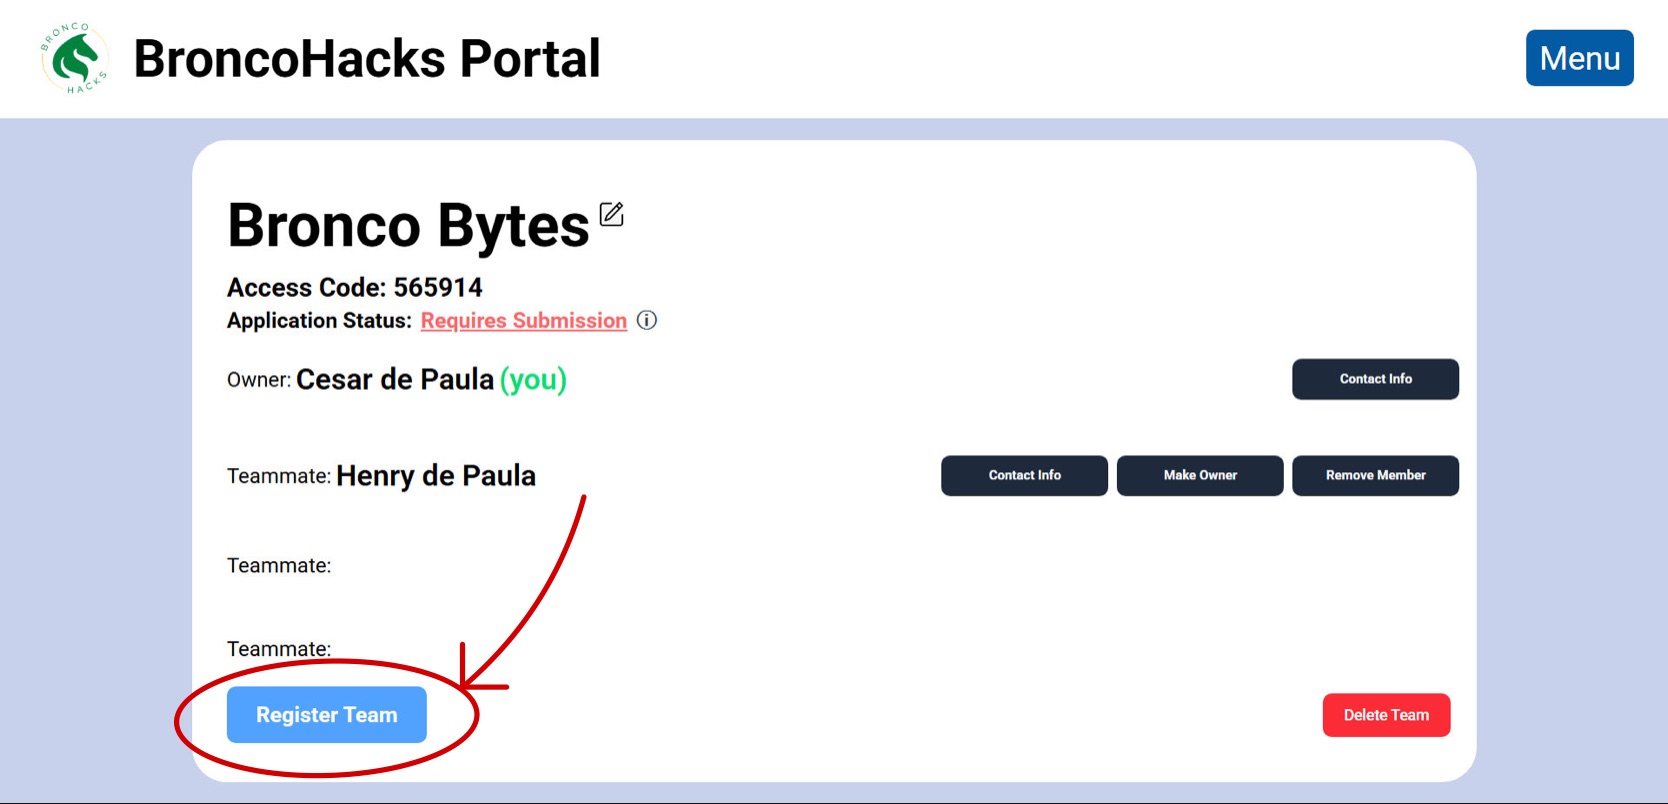 BRONCO
HACKS
BroncoHacks Portal
Menu
Bronco Bytes
Access Code: 565914
Application Status: Requires Submission
Owner: Cesar de Paula (you)
Contact Info
Teammate: Henry de Paula
Contact Info
Make Owner
Remove Member
Teammate:
Teammate:
Register Team
Delete Team